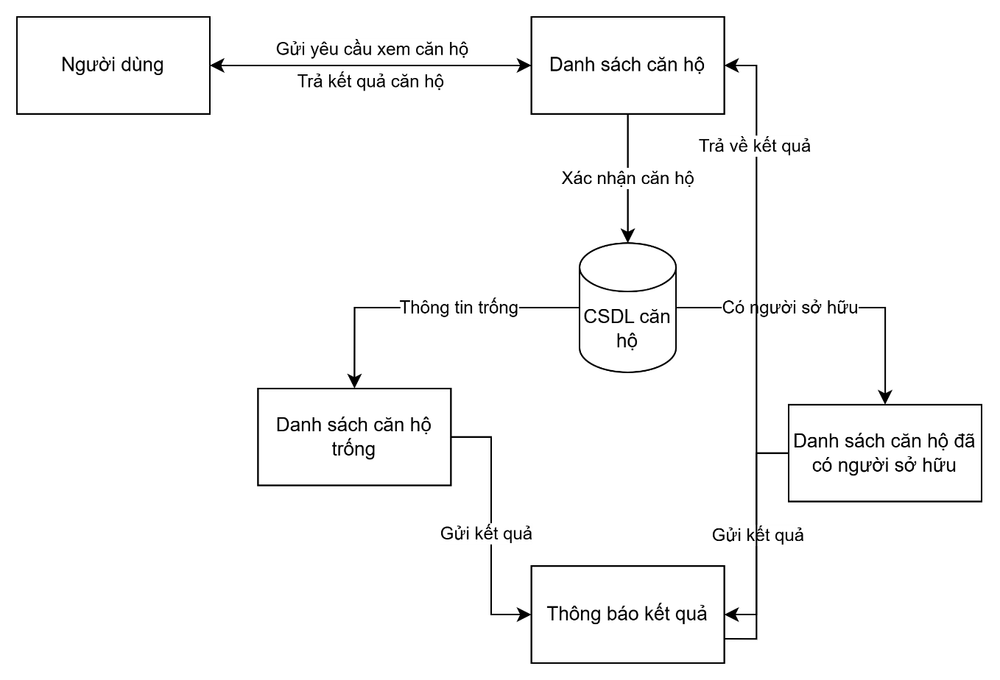 Người dùng
Gửi yêu cầu xem căn hộ
Trả kết quả căn hộ
Danh sách căn hộ
Trả về kết quả
Xác nhận căn hộ
Thông tin trống
CSDL căn
hộ
Có người sở hữu
Danh sách căn hộ
trống
Danh sách căn hộ đã
có người sở hữu
Gửi kết quả
Gửi kết quả
Thông báo kết quả